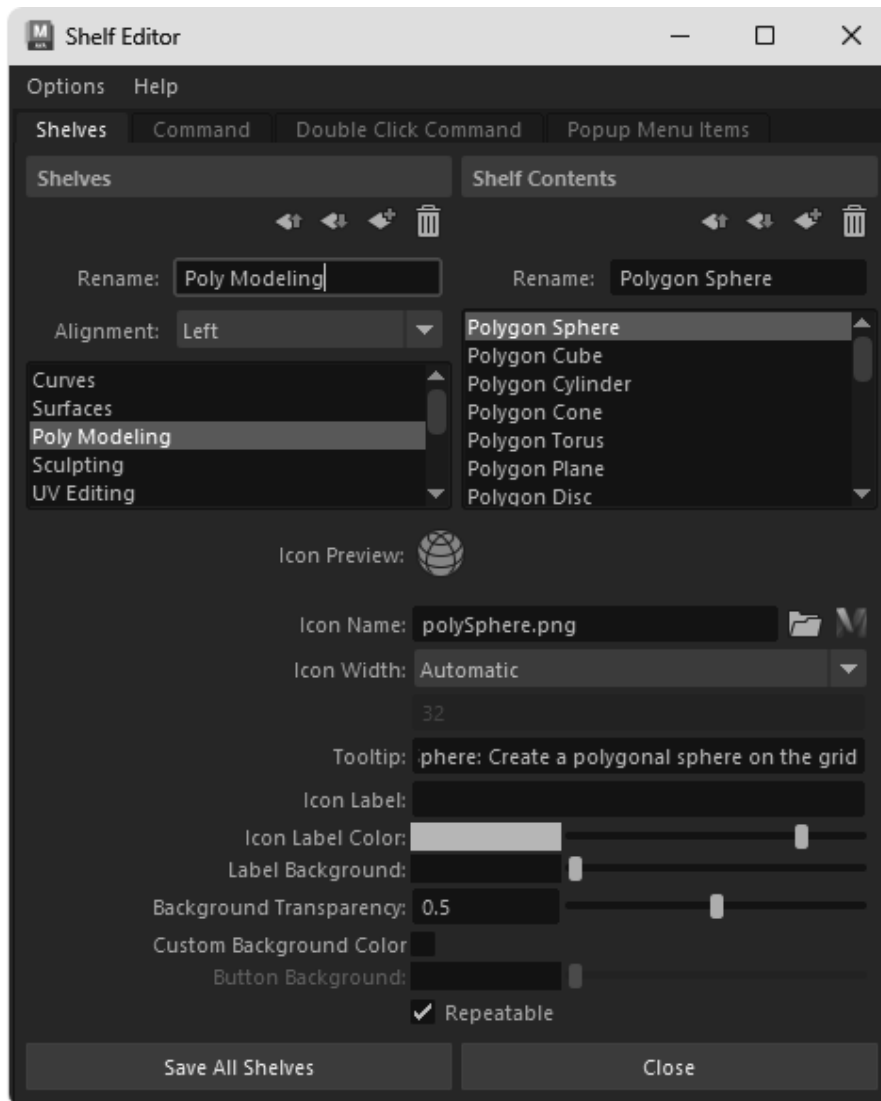 Shelf Editor
Options Help
Shelves Command Double Click Command Popup Menu Items
Shelves Shelf Contents
Rename: Poly Modeling Rename: Polygon Sphere
Alignment: Left
Curves
Surfaces
Poly Modeling
Sculpting
UV Editing
Polygon Sphere
Polygon Cube
Polygon Cylinder
Polygon Cone
Polygon Torus
Polygon Plane
Polygon Disc
Icon Preview:
Icon Name: polySphere.png
Icon Width: Automatic
32
Tooltip: phere: Create a polygonal sphere on the grid
Icon Label:
Icon Label Color:
Label Background:
Background Transparency: 0.5
Custom Background Color
Button Background:
Repeatable
Save All Shelves Close